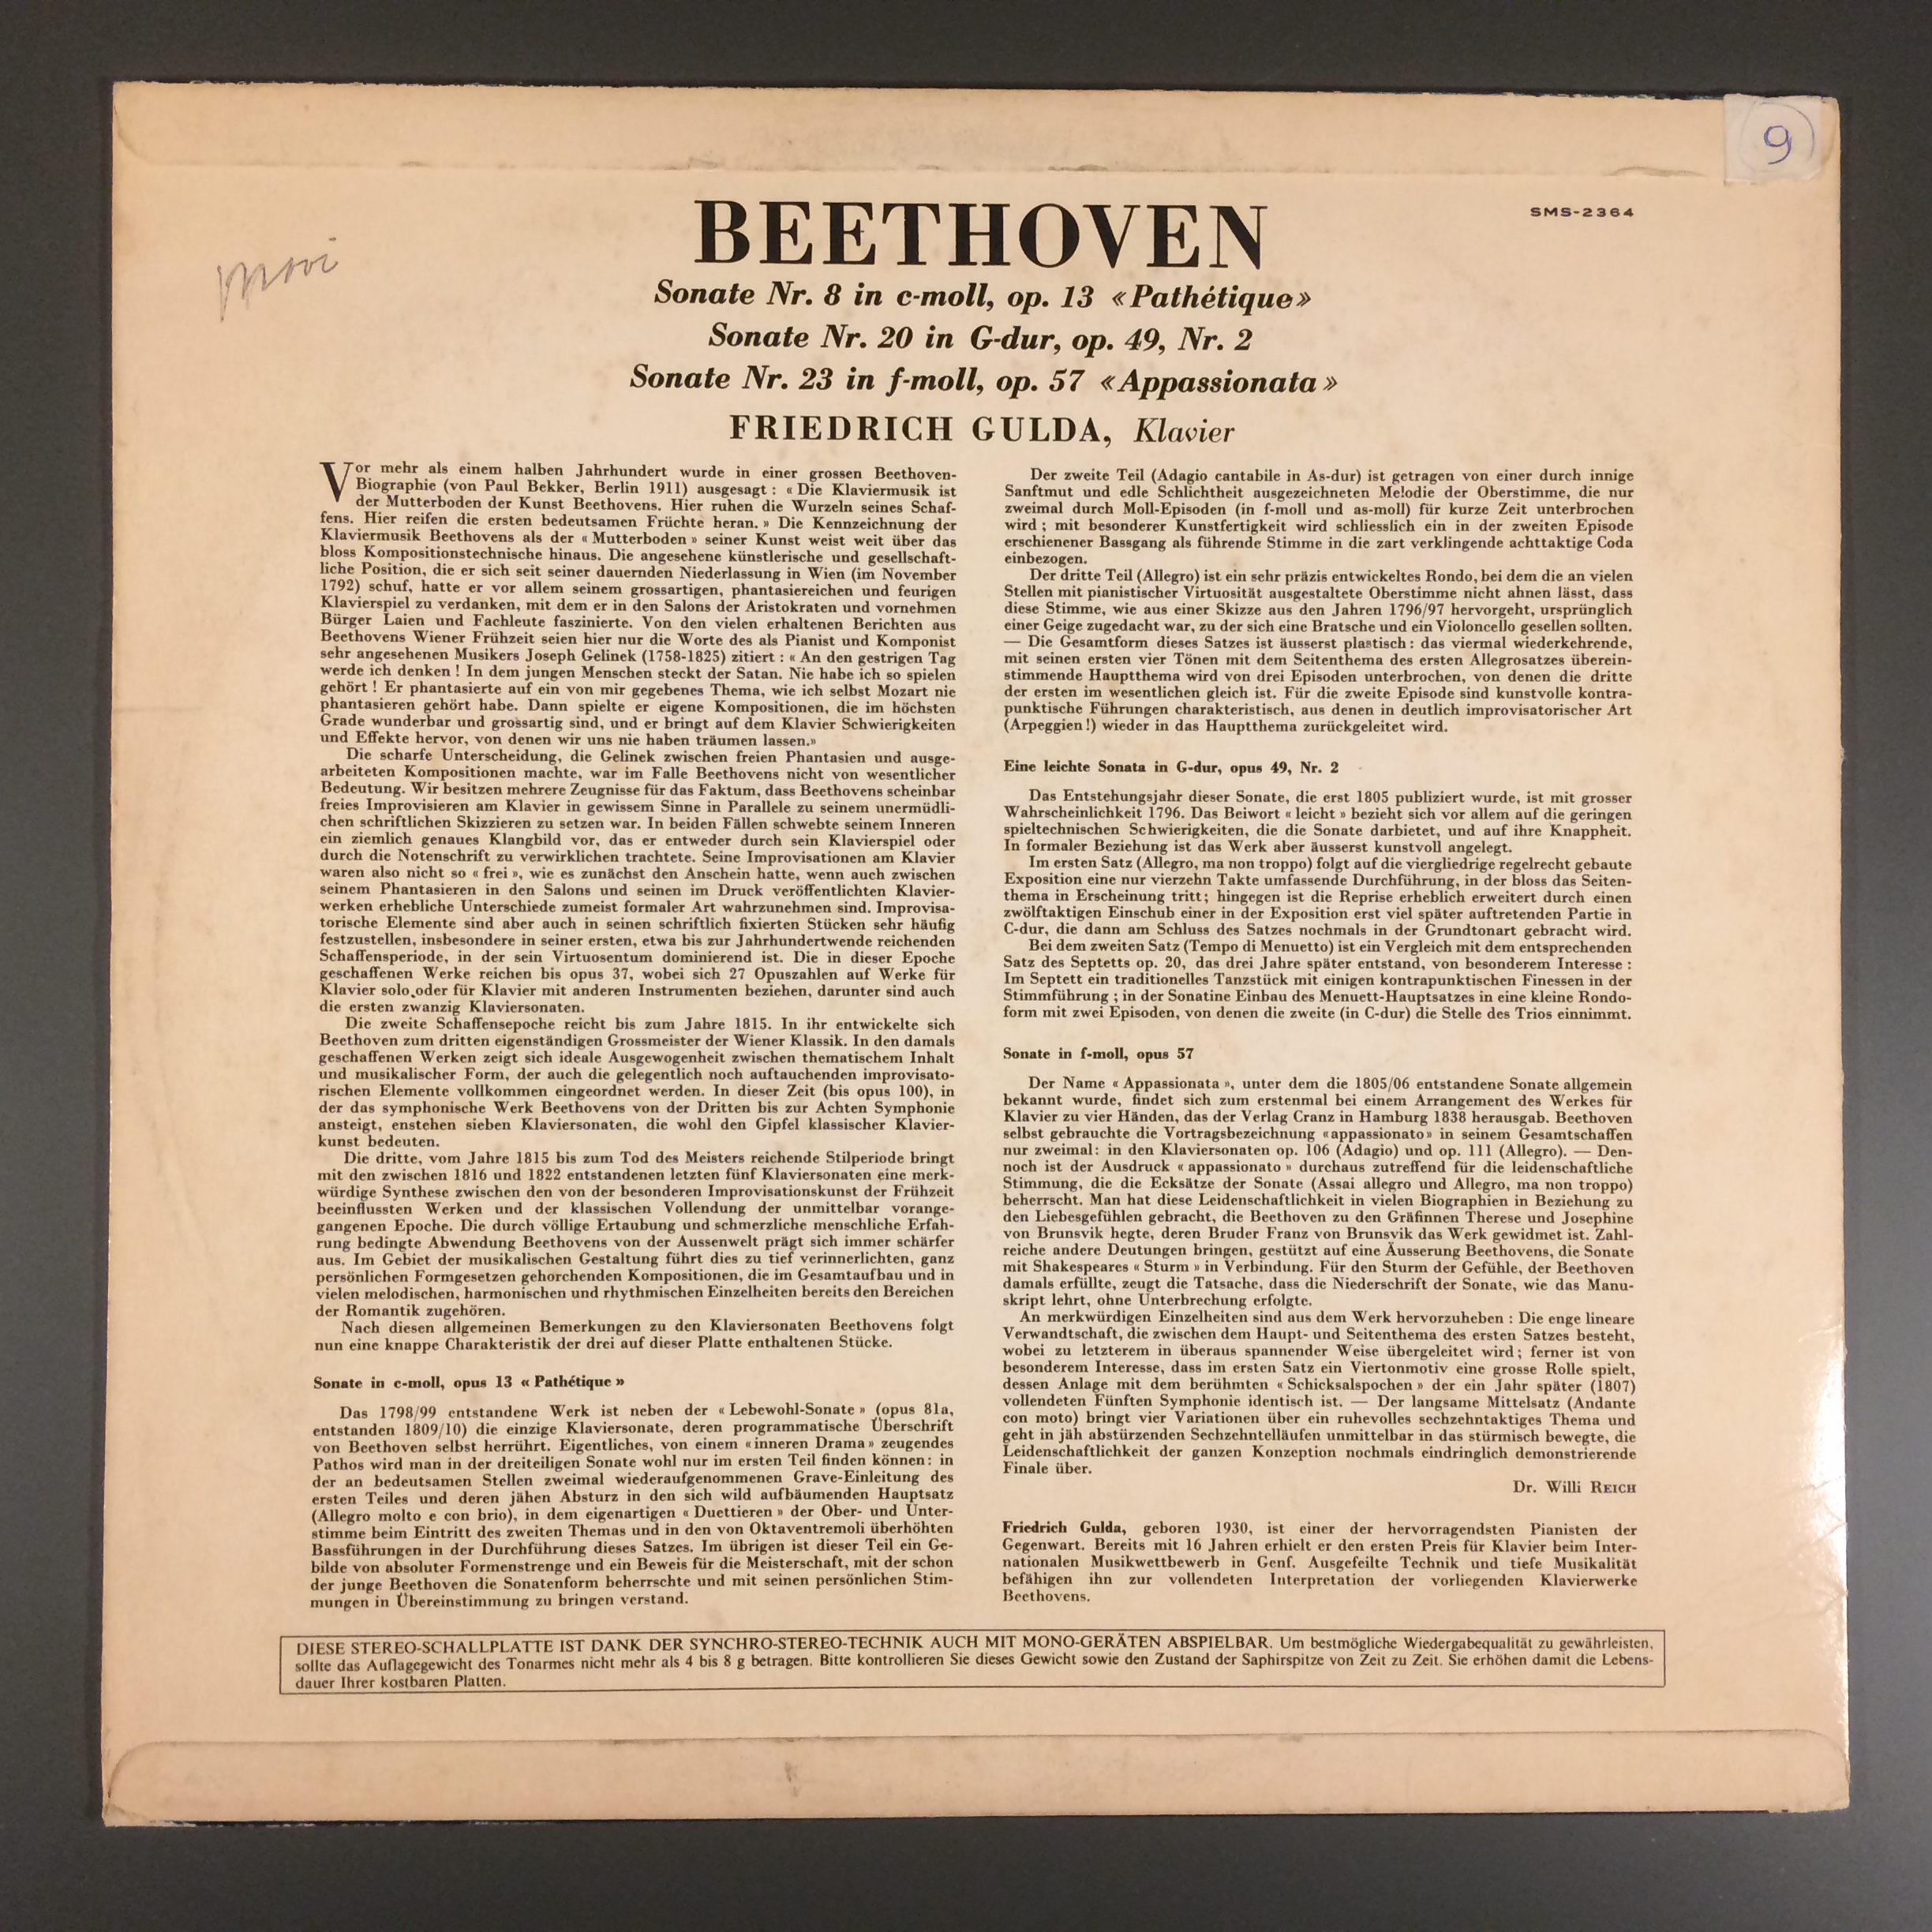 9
SMS-2364
BEETHOVEN
Sonate Nr. 8 in c-moll, op. 13 «Pathétique»
Sonate Nr. 20 in G-dur, op. 49, Nr. 2
Sonate Nr. 23 in f-moll, op. 57 «Appassionata»
FRIEDRICH GULDA, Klavier
Vor mehr als einem halben Jahrhundert wurde in einer grossen Beethoven-
Biographie (von Paul Bekker, Berlin 1911) ausgesagt : « Die Klaviermusik ist
der Mutterboden der Kunst Beethovens. Hier ruhen die Wurzeln seines Schaf-
fens. Hier reifen die ersten bedeutsamen Früchte heran. » Die Kennzeichnung der
Klaviermusik Beethovens als der « Mutterboden » seiner Kunst weist weit über das
bloss Kompositionstechnische hinaus. Die angesehene künstlerische und gesellschaft-
liche Position, die er sich seit seiner dauernden Niederlassung in Wien (im November
1792) schuf, hatte er vor allem seinem grossartigen, phantasiereichen und feurigen
Klavierspiel zu verdanken, mit dem er in den Salons der Aristokraten und vornehmen
Bürger Laien und Fachleute faszinierte. Von den vielen erhaltenen Berichten aus
Beethovens Wiener Frühzeit seien hier nur die Worte des als Pianist und Komponist
sehr angesehenen Musikers Joseph Gelinek (1758-1825) zitiert : « An den gestrigen Tag
werde ich denken ! In dem jungen Menschen steckt der Satan. Nie habe ich so spielen
gehört ! Er phantasierte auf ein von mir gegebenes Thema, wie ich selbst Mozart nie
phantasieren gehört habe. Dann spielte er eigene Kompositionen, die im höchsten
Grade wunderbar und grossartig sind, und er bringt auf dem Klavier Schwierigkeiten
und Effekte hervor, von denen wir uns nie haben träumen lassen.»
Die scharfe Unterscheidung, die Gelinek zwischen freien Phantasien und ausge-
arbeiteten Kompositionen machte, war im Falle Beethovens nicht von wesentlicher
Bedeutung. Wir besitzen mehrere Zeugnisse für das Faktum, dass Beethovens scheinbar
freies Improvisieren am Klavier in gewissem Sinne in Parallele zu seinem unermüdli-
chen schriftlichen Skizzieren zu setzen war. In beiden Fällen schwebte seinem Inneren
ein ziemlich genaues Klangbild vor, das er entweder durch sein Klavierspiel oder
durch die Notenschrift zu verwirklichen trachtete. Seine Improvisationen am Klavier
waren also nicht so « frei », wie es zunächst den Anschein hatte, wenn auch zwischen
seinem Phantasieren in den Salons und seinen im Druck veröffentlichten Klavier-
werken erhebliche Unterschiede zumeist formaler Art wahrzunehmen sind. Improvisa-
torische Elemente sind aber auch in seinen schriftlich fixierten Stücken sehr häufig
festzustellen, insbesondere in seiner ersten, etwa bis zur Jahrhundertwende reichenden
Schaffensperiode, in der sein Virtuosentum dominierend ist. Die in dieser Epoche
geschaffenen Werke reichen bis opus 37, wobei sich 27 Opuszahlen auf Werke für
Klavier solo oder für Klavier mit anderen Instrumenten beziehen, darunter sind auch
die ersten zwanzig Klaviersonaten.
Die zweite Schaffensepoche reicht bis zum Jahre 1815. In ihr entwickelte sich
Beethoven zum dritten eigenständigen Grossmeister der Wiener Klassik. In den damals
geschaffenen Werken zeigt sich ideale Ausgewogenheit zwischen thematischem Inhalt
und musikalischer Form, der auch die gelegentlich noch auftauchenden improvisato-
rischen Elemente vollkommen eingeordnet werden. In dieser Zeit (bis opus 100), in
der das symphonische Werk Beethovens von der Dritten bis zur Achten Symphonie
ansteigt, enstehen sieben Klaviersonaten, die wohl den Gipfel klassischer Klavier-
kunst bedeuten.
Die dritte, vom Jahre 1815 bis zum Tod des Meisters reichende Stilperiode bringt
mit den zwischen 1816 und 1822 entstandenen letzten fünf Klaviersonaten eine merk-
würdige Synthese zwischen den von der besonderen Improvisationskunst der Frühzeit
beeinflussten Werken und der klassischen Vollendung der unmittelbar vorange-
gangenen Epoche. Die durch völlige Ertaubung und schmerzliche menschliche Erfah-
rung bedingte Abwendung Beethovens von der Aussenwelt prägt sich immer schärfer
aus. Im Gebiet der musikalischen Gestaltung führt dies zu tief verinnerlichten, ganz
persönlichen Formgesetzen gehorchenden Kompositionen, die im Gesamtaufbau und in
vielen melodischen, harmonischen und rhythmischen Einzelheiten bereits den Bereichen
der Romantik zugehören.
Nach diesen allgemeinen Bemerkungen zu den Klaviersonaten Beethovens folgt
nun eine knappe Charakteristik der drei auf dieser Platte enthaltenen Stücke.
Sonate in c-moll, opus 13 « Pathétique »
Das 1798/99 entstandene Werk ist neben der « Lebewohl-Sonate » (opus 81a,
entstanden 1809/10) die einzige Klaviersonate, deren programmatische Überschrift
von Beethoven selbst herrührt. Eigentliches, von einem «inneren Drama» zeugendes
Pathos wird man in der dreiteiligen Sonate wohl nur im ersten Teil finden können: in
der an bedeutsamen Stellen zweimal wiederaufgenommenen Grave-Einleitung des
ersten Teiles und deren jähen Absturz in den sich wild aufbäumenden Hauptsatz
(Allegro molto e con brio), in dem eigenartigen « Duettieren » der Ober- und Unter-
stimme beim Eintritt des zweiten Themas und in den von Oktaventremoli überhöhten
Bassführungen in der Durchführung dieses Satzes. Im übrigen ist dieser Teil ein Ge-
bilde von absoluter Formenstrenge und ein Beweis für die Meisterschaft, mit der schon
der junge Beethoven die Sonatenform beherrschte und mit seinen persönlichen Stim-
mungen in Übereinstimmung zu bringen verstand.
Der zweite Teil (Adagio cantabile in As-dur) ist getragen von einer durch innige
Sanftmut und edle Schlichtheit ausgezeichneten Melodie der Oberstimme, die nur
zweimal durch Moll-Episoden (in f-moll und as-moll) für kurze Zeit unterbrochen
wird ; mit besonderer Kunstfertigkeit wird schliesslich ein in der zweiten Episode
erschienener Bassgang als führende Stimme in die zart verklingende achttaktige Coda
einbezogen.
Der dritte Teil (Allegro) ist ein sehr präzis entwickeltes Rondo, bei dem die an vielen
Stellen mit pianistischer Virtuosität ausgestaltete Oberstimme nicht ahnen lässt, dass
diese Stimme, wie aus einer Skizze aus den Jahren 1796/97 hervorgeht, ursprünglich
einer Geige zugedacht war, zu der sich eine Bratsche und ein Violoncello gesellen sollten.
— Die Gesamtform dieses Satzes ist äusserst plastisch : das viermal wiederkehrende,
mit seinen ersten vier Tönen mit dem Seitenthema des ersten Allegrosatzes überein-
stimmende Hauptthema wird von drei Episoden unterbrochen, von denen die dritte
der ersten im wesentlichen gleich ist. Für die zweite Episode sind kunstvolle kontra-
punktische Führungen charakteristisch, aus denen in deutlich improvisatorischer Art
(Arpeggien!) wieder in das Hauptthema zurückgeleitet wird.
Eine leichte Sonata in G-dur, opus 49, Nr. 2
Das Entstehungsjahr dieser Sonate, die erst 1805 publiziert wurde, ist mit grosser
Wahrscheinlichkeit 1796. Das Beiwort « leicht » bezieht sich vor allem auf die geringen
spieltechnischen Schwierigkeiten, die die Sonate darbietet, und auf ihre Knappheit.
In formaler Beziehung ist das Werk aber äusserst kunstvoll angelegt.
Im ersten Satz (Allegro, ma non troppo) folgt auf die viergliedrige regelrecht gebaute
Exposition eine nur vierzehn Takte umfassende Durchführung, in der bloss das Seiten-
thema in Erscheinung tritt; hingegen ist die Reprise erheblich erweitert durch einen
zwölftaktigen Einschub einer in der Exposition erst viel später auftretenden Partie in
C-dur, die dann am Schluss des Satzes nochmals in der Grundtonart gebracht wird.
Bei dem zweiten Satz (Tempo di Menuetto) ist ein Vergleich mit dem entsprechenden
Satz des Septetts op. 20, das drei Jahre später entstand, von besonderem Interesse :
Im Septett ein traditionelles Tanzstück mit einigen kontrapunktischen Finessen in der
Stimmführung ; in der Sonatine Einbau des Menuett-Hauptsatzes in eine kleine Rondo-
form mit zwei Episoden, von denen die zweite (in C-dur) die Stelle des Trios einnimmt.
Sonate in f-moll, opus 57
Der Name « Appassionata », unter dem die 1805/06 entstandene Sonate allgemein
bekannt wurde, findet sich zum erstenmal bei einem Arrangement des Werkes für
Klavier zu vier Händen, das der Verlag Cranz in Hamburg 1838 herausgab. Beethoven
selbst gebrauchte die Vortragsbezeichnung «appassionato» in seinem Gesamtschaffen
nur zweimal: in den Klaviersonaten op. 106 (Adagio) und op. 111 (Allegro). — Den-
noch ist der Ausdruck « appassionato » durchaus zutreffend für die leidenschaftliche
Stimmung, die die Ecksätze der Sonate (Assai allegro und Allegro, ma non troppo)
beherrscht. Man hat diese Leidenschaftlichkeit in vielen Biographien in Beziehung zu
den Liebesgefühlen gebracht, die Beethoven zu den Gräfinnen Therese und Josephine
von Brunsvik hegte, deren Bruder Franz von Brunsvik das Werk gewidmet ist. Zahl-
reiche andere Deutungen bringen, gestützt auf eine Äusserung Beethovens, die Sonate
mit Shakespeares « Sturm » in Verbindung. Für den Sturm der Gefühle, der Beethoven
damals erfüllte, zeugt die Tatsache, dass die Niederschrift der Sonate, wie das Manu-
skript lehrt, ohne Unterbrechung erfolgte.
An merkwürdigen Einzelheiten sind aus dem Werk hervorzuheben : Die enge lineare
Verwandtschaft, die zwischen dem Haupt- und Seitenthema des ersten Satzes besteht,
wobei zu letzterem in überaus spannender Weise übergeleitet wird; ferner ist von
besonderem Interesse, dass im ersten Satz ein Viertonmotiv eine grosse Rolle spielt,
dessen Anlage mit dem berühmten « Schicksalspochen » der ein Jahr später (1807)
vollendeten Fünften Symphonie identisch ist. — Der langsame Mittelsatz (Andante
con moto) bringt vier Variationen über ein ruhevolles sechzehntaktiges Thema und
geht in jäh abstürzenden Sechzehntelläufen unmittelbar in das stürmisch bewegte, die
Leidenschaftlichkeit der ganzen Konzeption nochmals eindringlich demonstrierende
Finale über.
Dr. Willi REICH
Friedrich Gulda, geboren 1930, ist einer der hervorragendsten Pianisten der
Gegenwart. Bereits mit 16 Jahren erhielt er den ersten Preis für Klavier beim Inter-
nationalen Musikwettbewerb in Genf. Ausgefeilte Technik und tiefe Musikalität
befähigen ihn zur vollendeten Interpretation der vorliegenden Klavierwerke
Beethovens.
DIESE STEREO-SCHALLPLATTE IST DANK DER SYNCHRO-STEREO-TECHNIK AUCH MIT MONO-GERÄTEN ABSPIELBAR. Um bestmögliche Wiedergabequalität zu gewährleisten,
sollte das Auflagegewicht des Tonarmes nicht mehr als 4 bis 8 g betragen. Bitte kontrollieren Sie dieses Gewicht sowie den Zustand der Saphirspitze von Zeit zu Zeit. Sie erhöhen damit die Lebens-
dauer Ihrer kostbaren Platten.